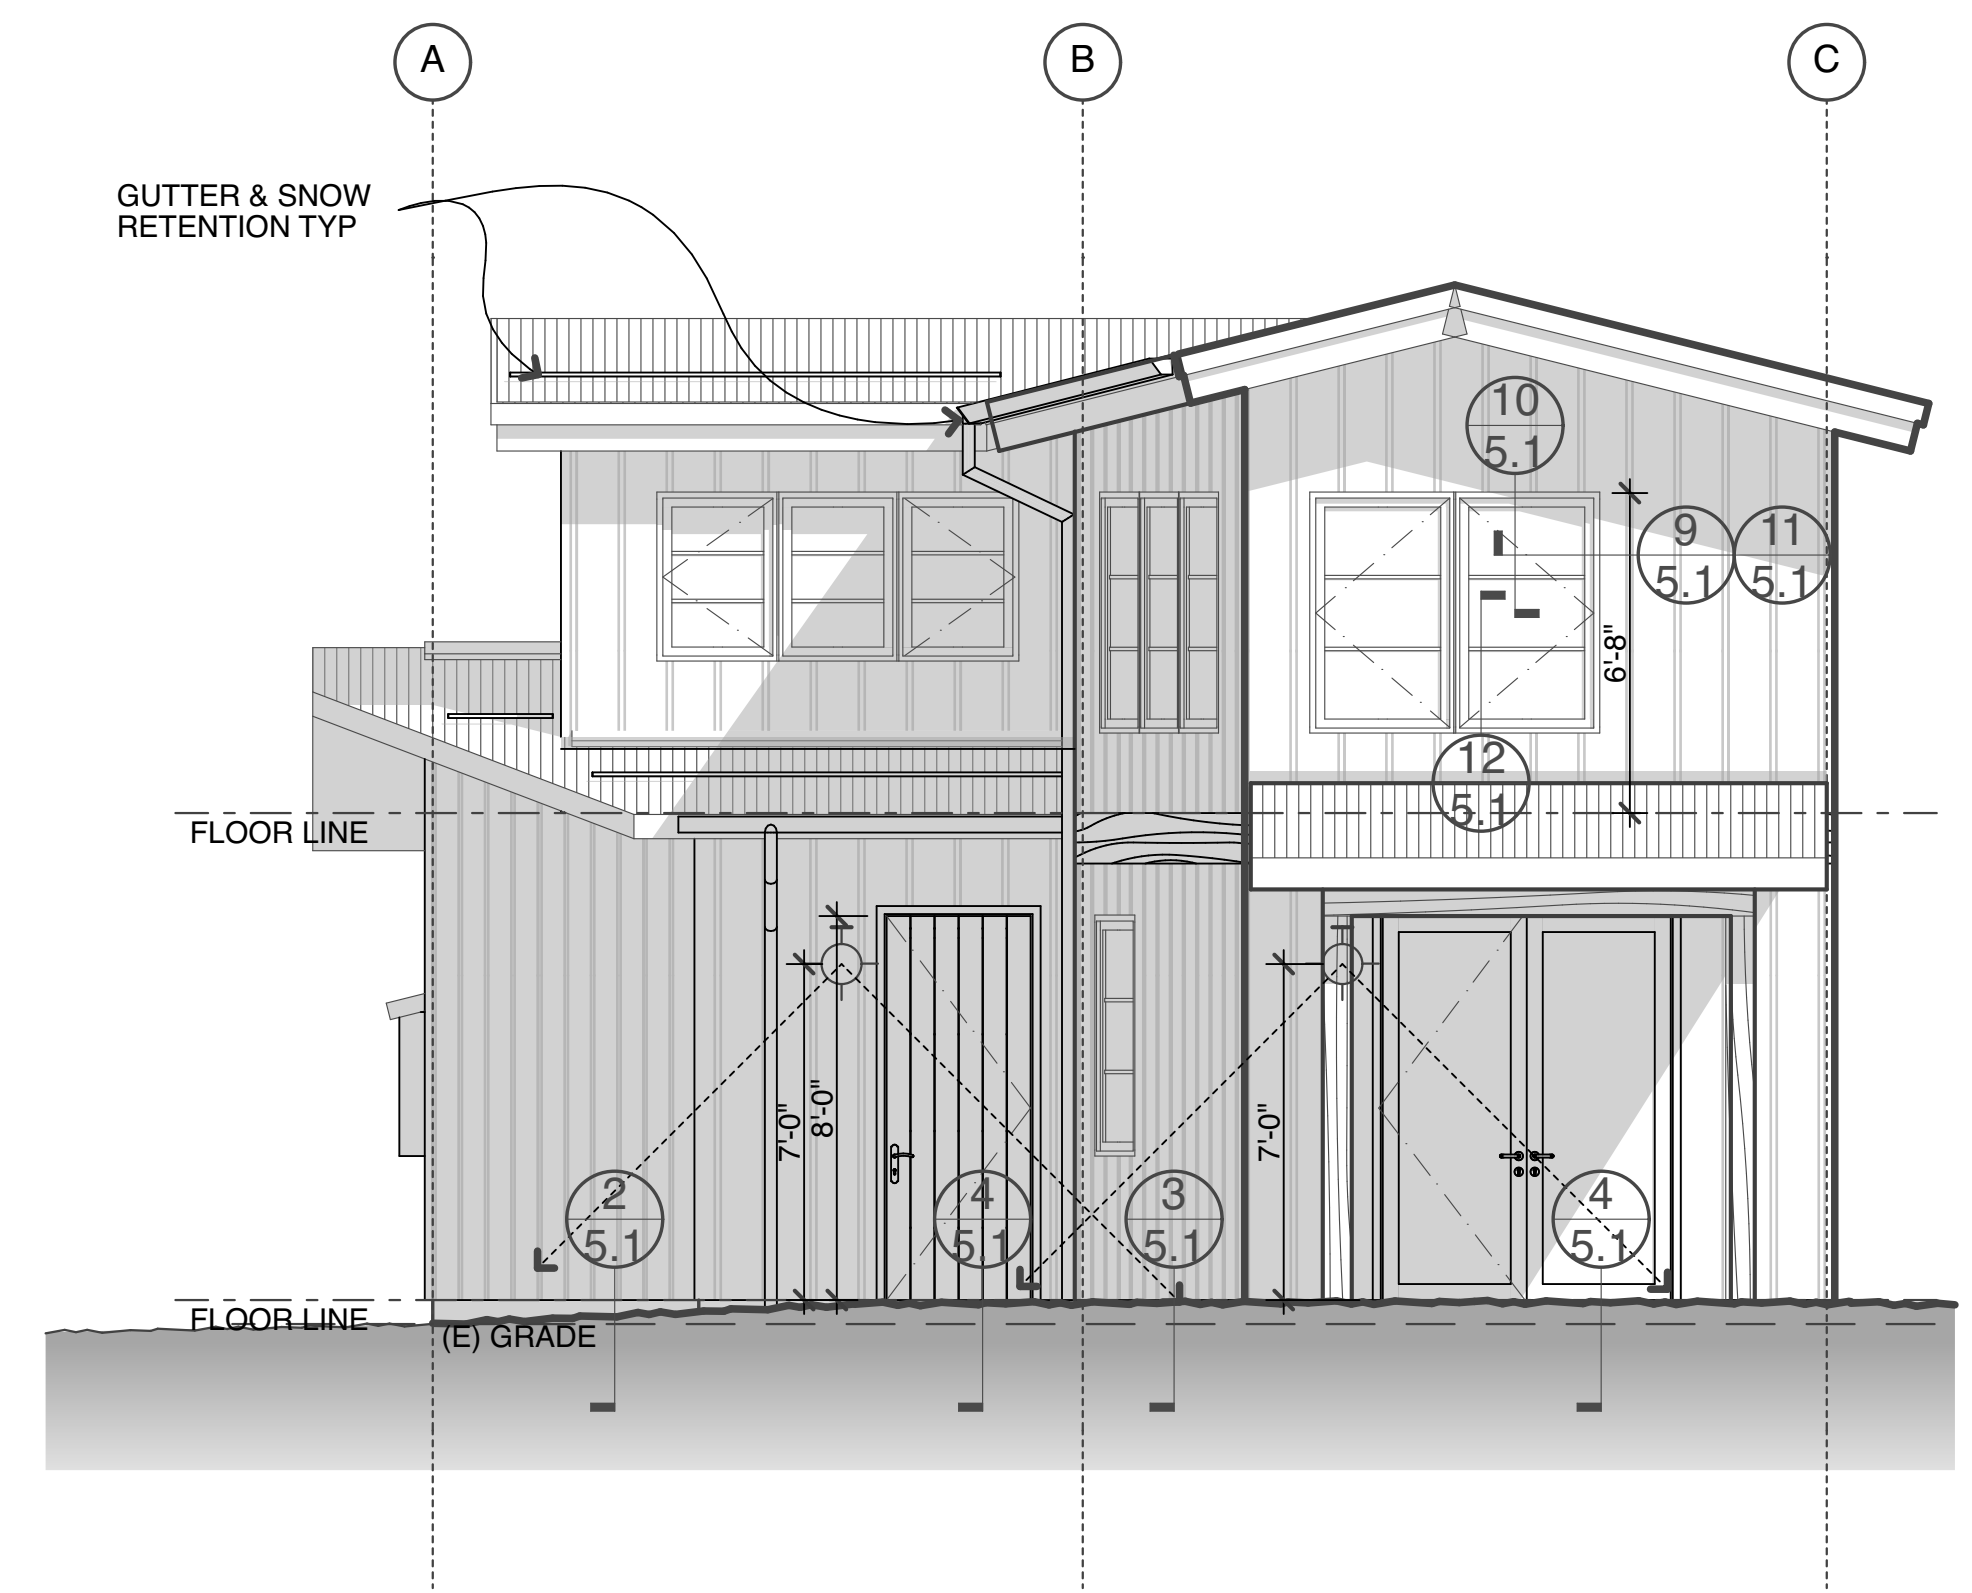 A
B
C
GUTTER & SNOW
RETENTION TYP
10
5.1
9
5.1
11
5.1
6'-8"
12
5.1
FLOOR LINE
7'-0"
8'-0"
7'-0"
2
5.1
4
5.1
3
5.1
4
5.1
FLOOR LINE
(E) GRADE